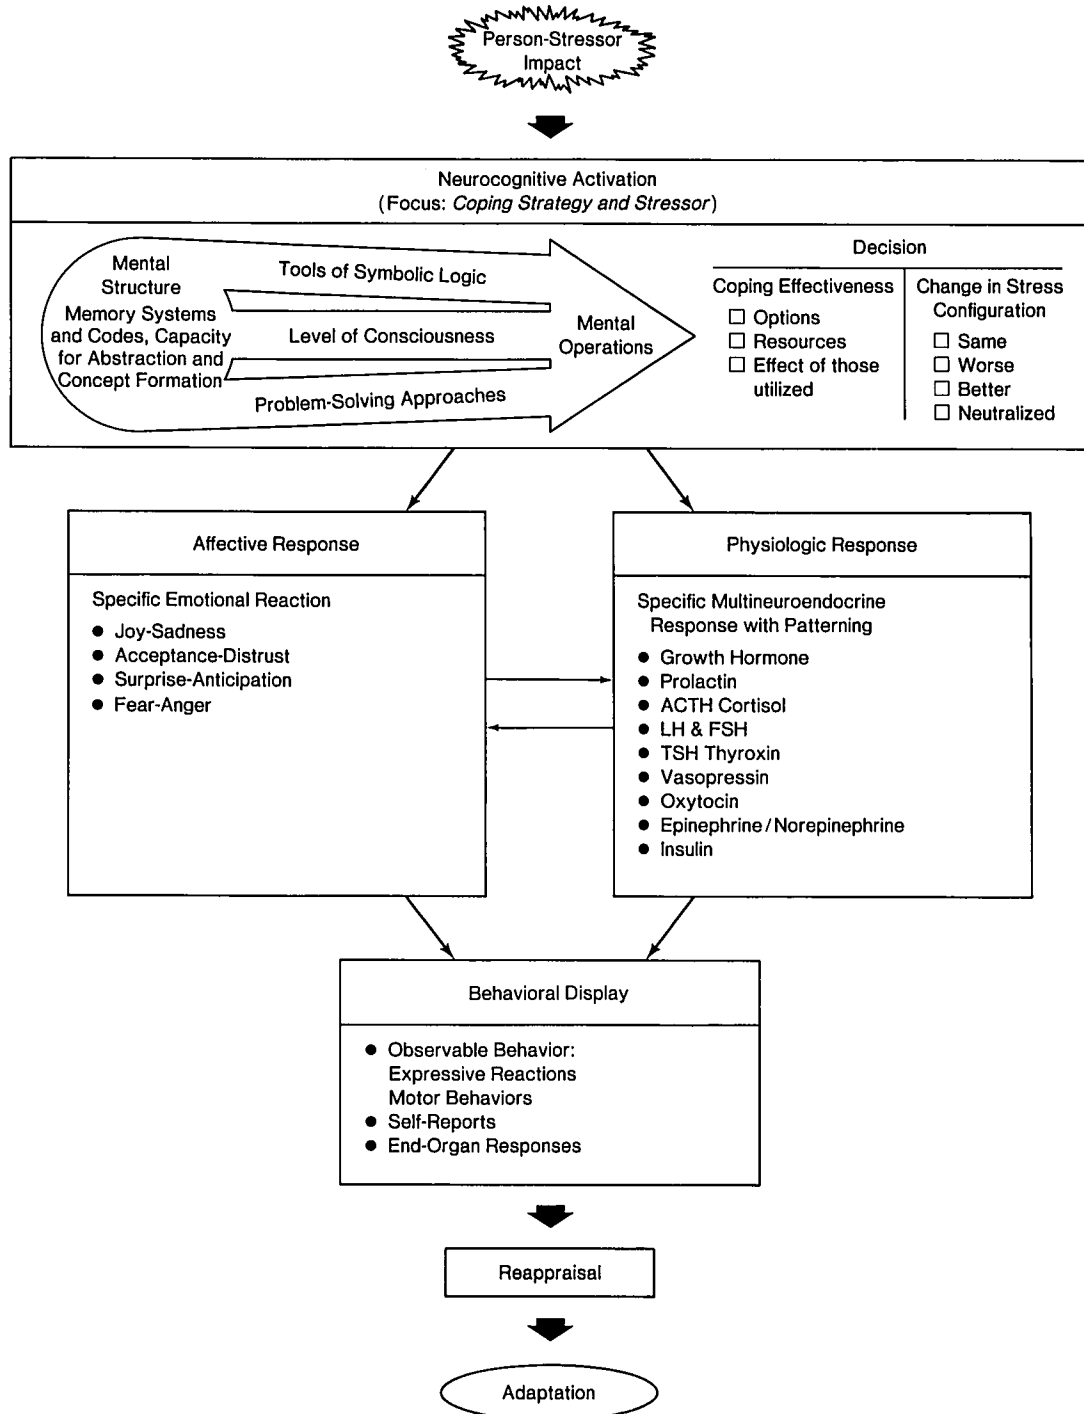 Person-Stressor
Impact
Neurocognitive Activation
(Focus: Coping Strategy and Stressor)
Mental
Structure
Memory Systems
and Codes, Capacity
for Abstraction and
Concept Formation
Tools of Symbolic Logic
Level of Consciousness
Problem-Solving Approaches
Mental
Operations
Decision
Coping Effectiveness
☐ Options
☐ Resources
☐ Effect of those
utilized
Change in Stress
Configuration
☐ Same
☐ Worse
☐ Better
☐ Neutralized
Affective Response
Specific Emotional Reaction
● Joy-Sadness
● Acceptance-Distrust
● Surprise-Anticipation
● Fear-Anger
Physiologic Response
Specific Multineuroendocrine
Response with Patterning
● Growth Hormone
● Prolactin
● ACTH Cortisol
● LH & FSH
● TSH Thyroxin
● Vasopressin
● Oxytocin
● Epinephrine/Norepinephrine
● Insulin
Behavioral Display
● Observable Behavior:
Expressive Reactions
Motor Behaviors
● Self-Reports
● End-Organ Responses
Reappraisal
Adaptation